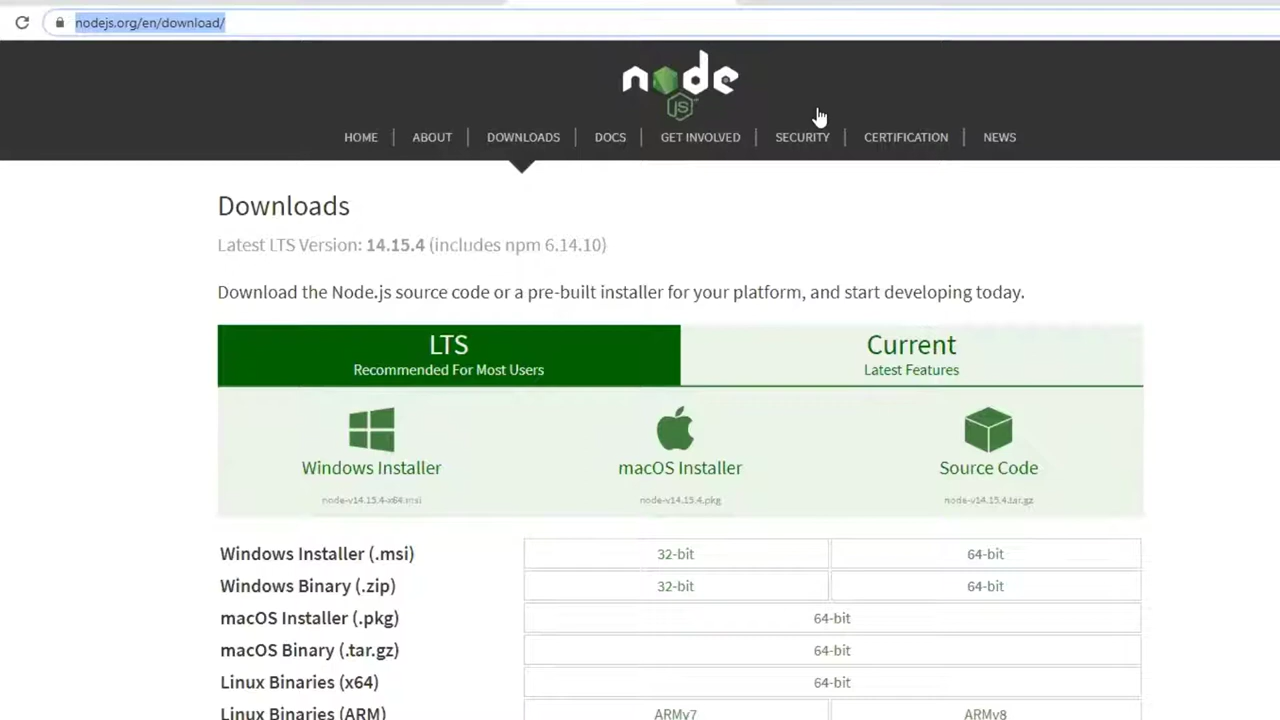 nodejs.org/en/download/
node
JS
HOME | ABOUT | DOWNLOADS | DOCS | GET INVOLVED | SECURITY | CERTIFICATION | NEWS
Downloads
Latest LTS Version: 14.15.4 (includes npm 6.14.10)
Download the Node.js source code or a pre-built installer for your platform, and start developing today.
LTS
Recommended For Most Users
Current
Latest Features
Windows Installer
node-v14.15.4-x64.msi
macOS Installer
node-v14.15.4.pkg
Source Code
node-v14.15.4.tar.gz
Windows Installer (.msi) 32-bit 64-bit
Windows Binary (.zip) 32-bit 64-bit
macOS Installer (.pkg) 64-bit
macOS Binary (.tar.gz) 64-bit
Linux Binaries (x64) 64-bit
Linux Binaries (ARM) ARMv7 ARMv8